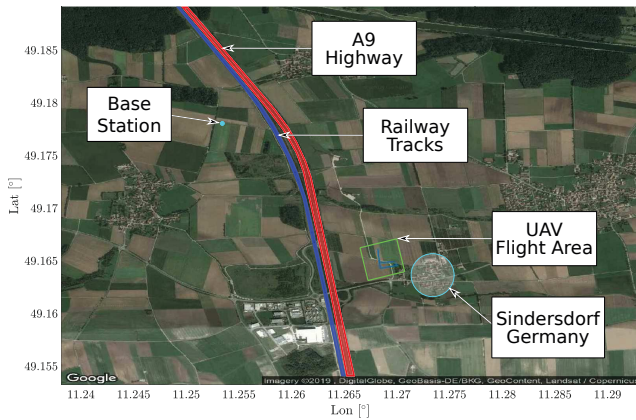 49.185
49.18
49.175
49.17
49.165
49.16
49.155
Lat [°]
A9
Highway
Base
Station
Railway
Tracks
UAV
Flight Area
Sindersdorf
Germany
Google
Imagery ©2019 , DigitalGlobe, GeoBasis-DE/BKG, GeoContent, Landsat / Copernicus
11.24 11.245 11.25 11.255 11.26 11.265 11.27 11.275 11.28 11.285 11.29
Lon [°]